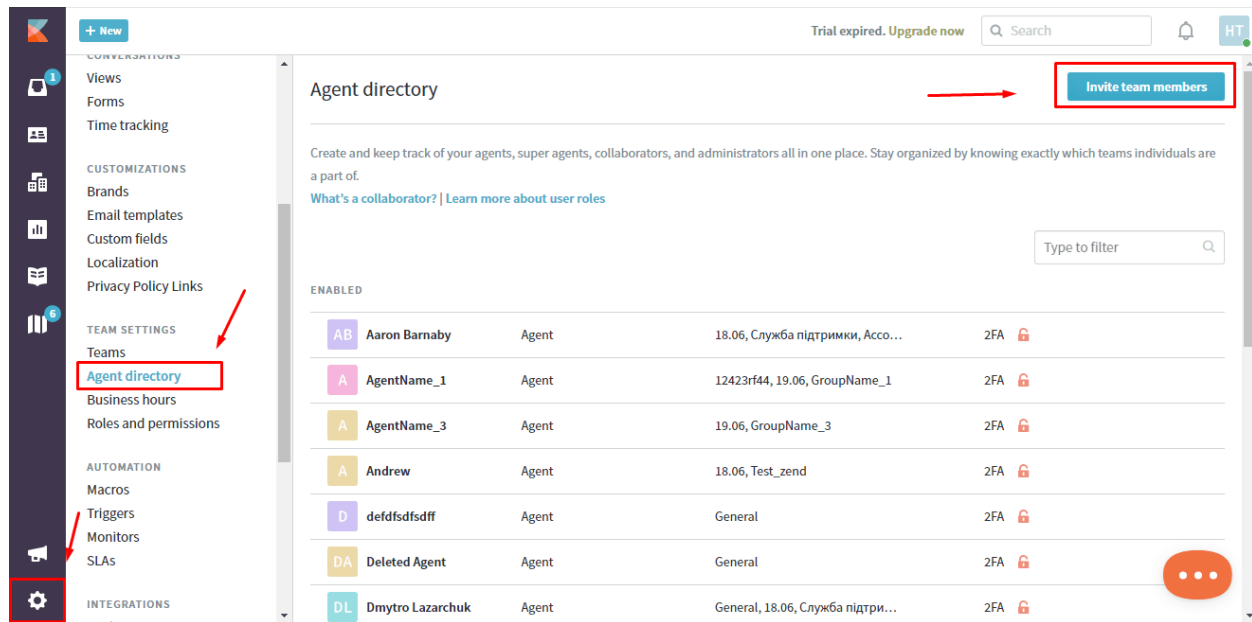 + New
Trial expired. Upgrade now
Search
HT
1
6
CONVERSATIONS
Views
Forms
Time tracking
CUSTOMIZATIONS
Brands
Email templates
Custom fields
Localization
Privacy Policy Links
TEAM SETTINGS
Teams
Agent directory
Business hours
Roles and permissions
AUTOMATION
Macros
Triggers
Monitors
SLAs
INTEGRATIONS
Agent directory
Invite team members
Create and keep track of your agents, super agents, collaborators, and administrators all in one place. Stay organized by knowing exactly which teams individuals are
a part of.
What's a collaborator? | Learn more about user roles
Type to filter
ENABLED
AB Aaron Barnaby Agent 18.06, Служба підтримки, Acco... 2FA
A AgentName_1 Agent 12423rf44, 19.06, GroupName_1 2FA
A AgentName_3 Agent 19.06, GroupName_3 2FA
A Andrew Agent 18.06, Test_zend 2FA
D defdfsdfsdff Agent General 2FA
DA Deleted Agent Agent General 2FA
DL Dmytro Lazarchuk Agent General, 18.06, Служба підтри... 2FA